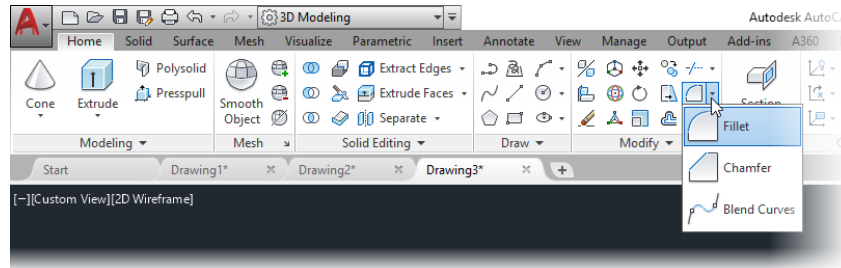 A 3D Modeling Autodesk AutoC
Home Solid Surface Mesh Visualize Parametric Insert Annotate View Manage Output Add-ins A360
Polysolid Extract Edges
Cone Extrude Presspull Smooth Object Extrude Faces Section
Separate Fillet
Modeling Mesh Solid Editing Draw Modify
Start Drawing1* Drawing2* Drawing3* Chamfer
[−][Custom View][2D Wireframe] Blend Curves